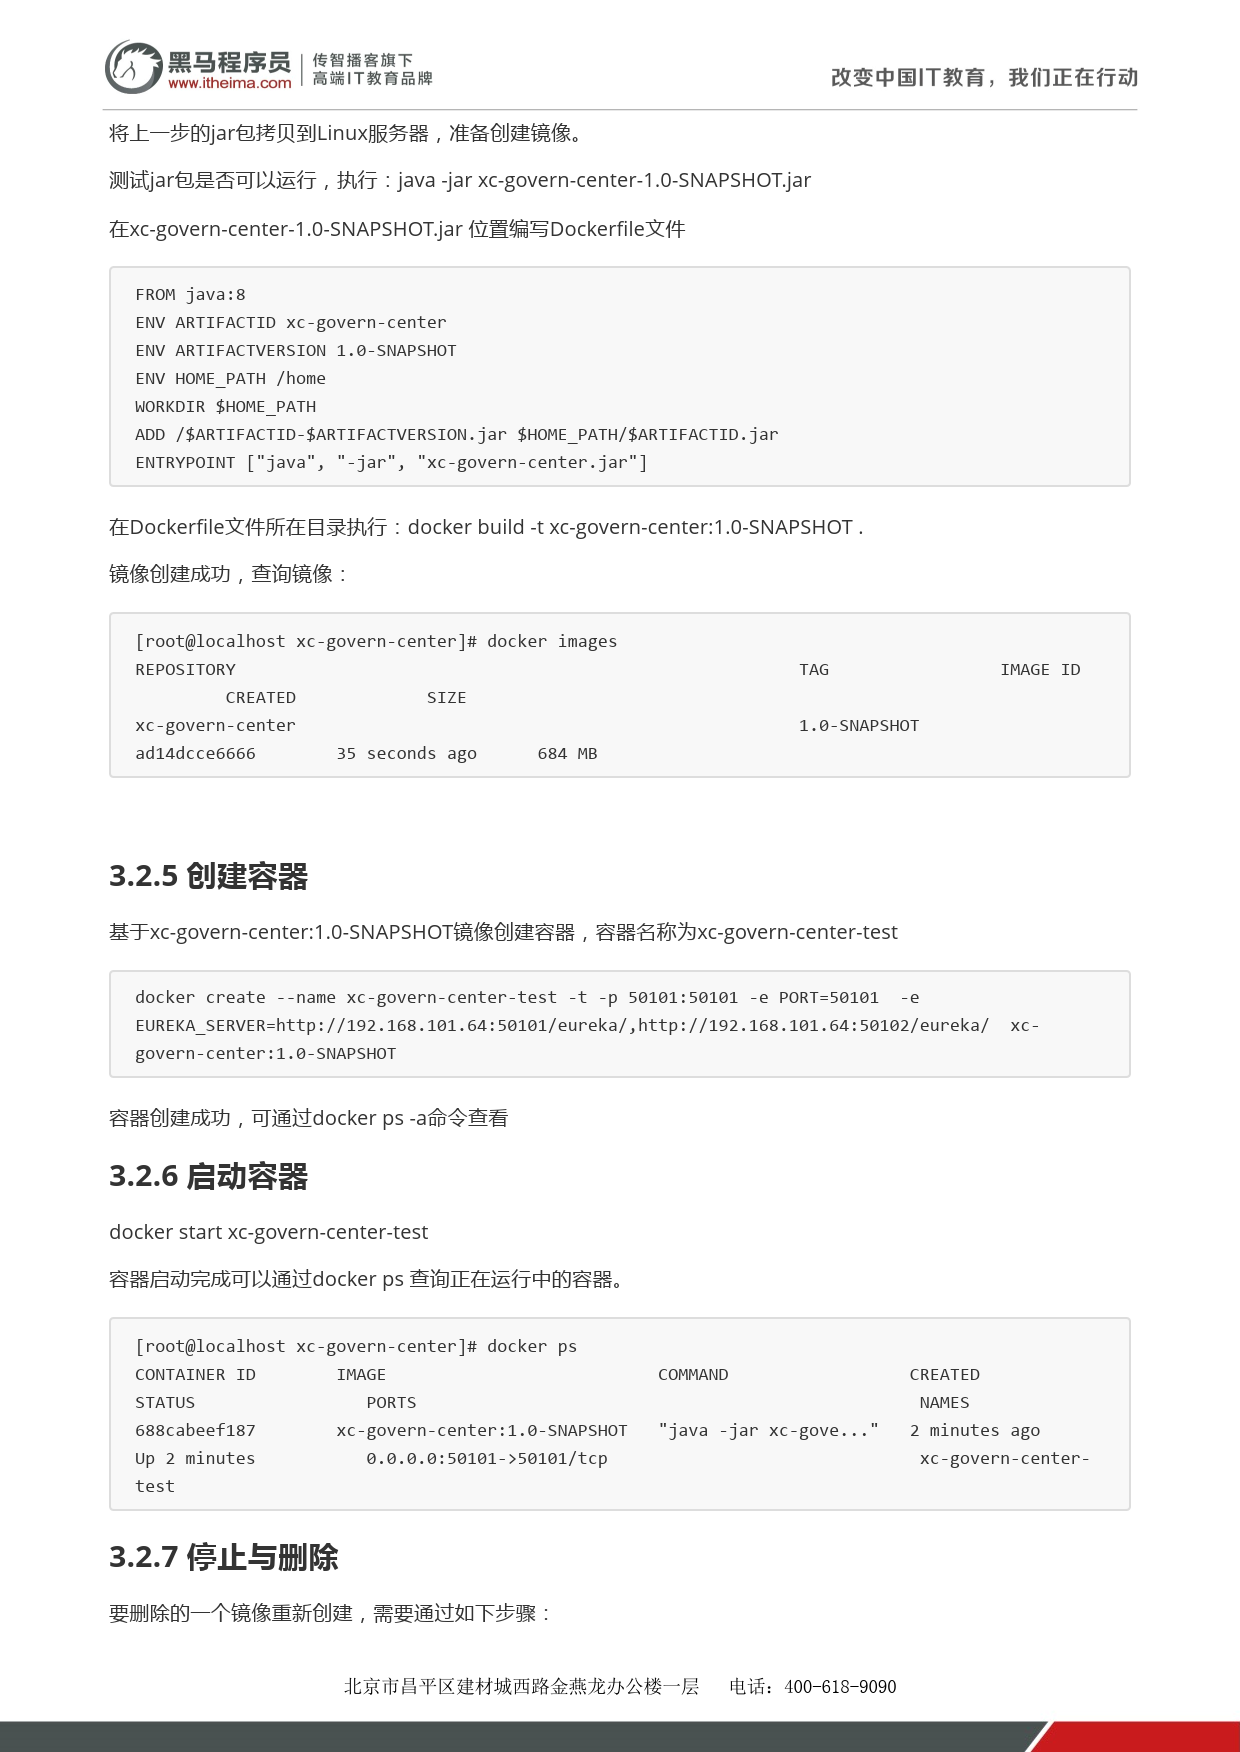 黑马程序员
www.itheima.com
传智播客旗下
高端IT教育品牌
改变中国IT教育，我们正在行动
将上一步的jar包拷贝到Linux服务器，准备创建镜像。
测试jar包是否可以运行，执行：java -jar xc-govern-center-1.0-SNAPSHOT.jar
在xc-govern-center-1.0-SNAPSHOT.jar 位置编写Dockerfile文件
FROM java:8
ENV ARTIFACTID xc-govern-center
ENV ARTIFACTVERSION 1.0-SNAPSHOT
ENV HOME_PATH /home
WORKDIR $HOME_PATH
ADD /$ARTIFACTID-$ARTIFACTVERSION.jar $HOME_PATH/$ARTIFACTID.jar
ENTRYPOINT ["java", "-jar", "xc-govern-center.jar"]
在Dockerfile文件所在目录执行：docker build -t xc-govern-center:1.0-SNAPSHOT .
镜像创建成功，查询镜像：
[root@localhost xc-govern-center]# docker images
REPOSITORY                                                        TAG                 IMAGE ID
         CREATED             SIZE
xc-govern-center                                                  1.0-SNAPSHOT
ad14dcce6666        35 seconds ago      684 MB
3.2.5 创建容器
基于xc-govern-center:1.0-SNAPSHOT镜像创建容器，容器名称为xc-govern-center-test
docker create --name xc-govern-center-test -t -p 50101:50101 -e PORT=50101  -e
EUREKA_SERVER=http://192.168.101.64:50101/eureka/,http://192.168.101.64:50102/eureka/  xc-
govern-center:1.0-SNAPSHOT
容器创建成功，可通过docker ps -a命令查看
3.2.6 启动容器
docker start xc-govern-center-test
容器启动完成可以通过docker ps 查询正在运行中的容器。
[root@localhost xc-govern-center]# docker ps
CONTAINER ID        IMAGE                           COMMAND                  CREATED
STATUS                 PORTS                                                  NAMES
688cabeef187        xc-govern-center:1.0-SNAPSHOT   "java -jar xc-gove..."   2 minutes ago
Up 2 minutes           0.0.0.0:50101->50101/tcp                               xc-govern-center-
test
3.2.7 停止与删除
要删除的一个镜像重新创建，需要通过如下步骤：
北京市昌平区建材城西路金燕龙办公楼一层   电话：400-618-9090